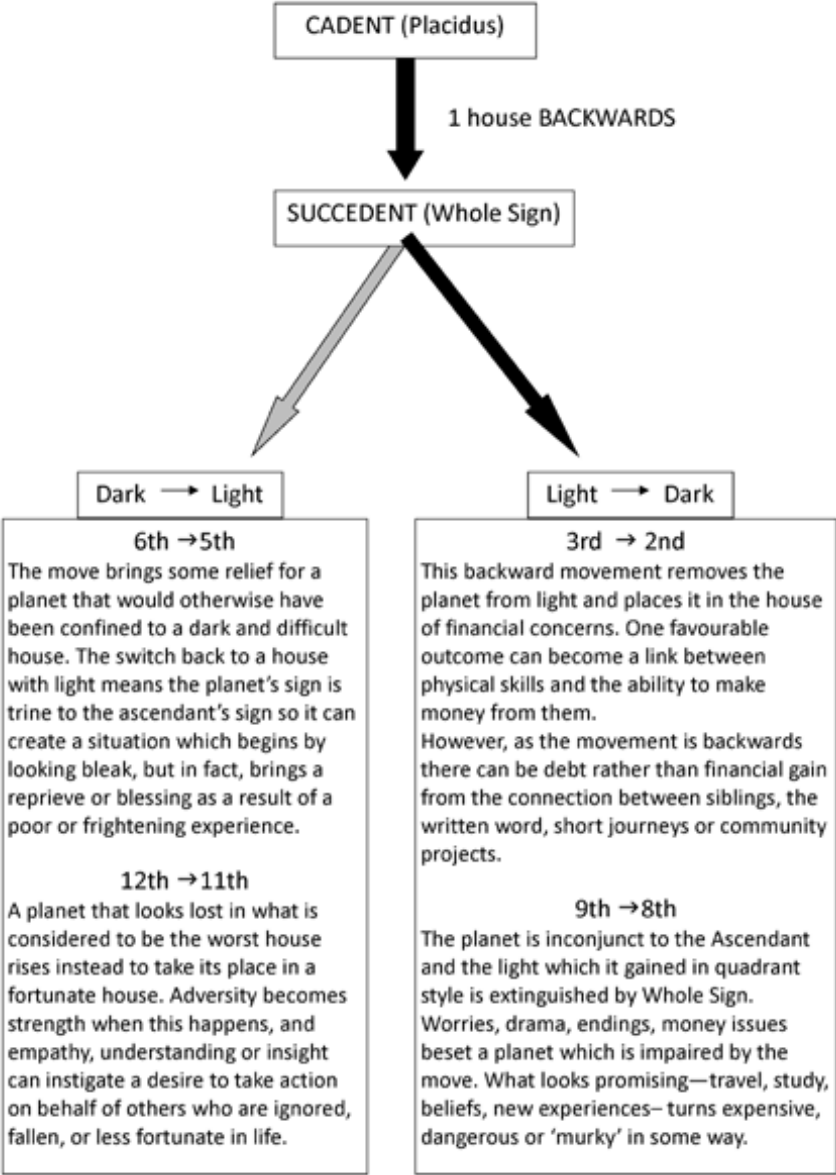 CADENT (Placidus)
1 house BACKWARDS
SUCCEDENT (Whole Sign)
Dark → Light
6th →5th
The move brings some relief for a
planet that would otherwise have
been confined to a dark and difficult
house. The switch back to a house
with light means the planet's sign is
trine to the ascendant's sign so it can
create a situation which begins by
looking bleak, but in fact, brings a
reprieve or blessing as a result of a
poor or frightening experience.
12th →11th
A planet that looks lost in what is
considered to be the worst house
rises instead to take its place in a
fortunate house. Adversity becomes
strength when this happens, and
empathy, understanding or insight
can instigate a desire to take action
on behalf of others who are ignored,
fallen, or less fortunate in life.
Light → Dark
3rd → 2nd
This backward movement removes the
planet from light and places it in the house
of financial concerns. One favourable
outcome can become a link between
physical skills and the ability to make
money from them.
However, as the movement is backwards
there can be debt rather than financial gain
from the connection between siblings, the
written word, short journeys or community
projects.
9th →8th
The planet is inconjunct to the Ascendant
and the light which it gained in quadrant
style is extinguished by Whole Sign.
Worries, drama, endings, money issues
beset a planet which is impaired by the
move. What looks promising—travel, study,
beliefs, new experiences– turns expensive,
dangerous or ‘murky’ in some way.